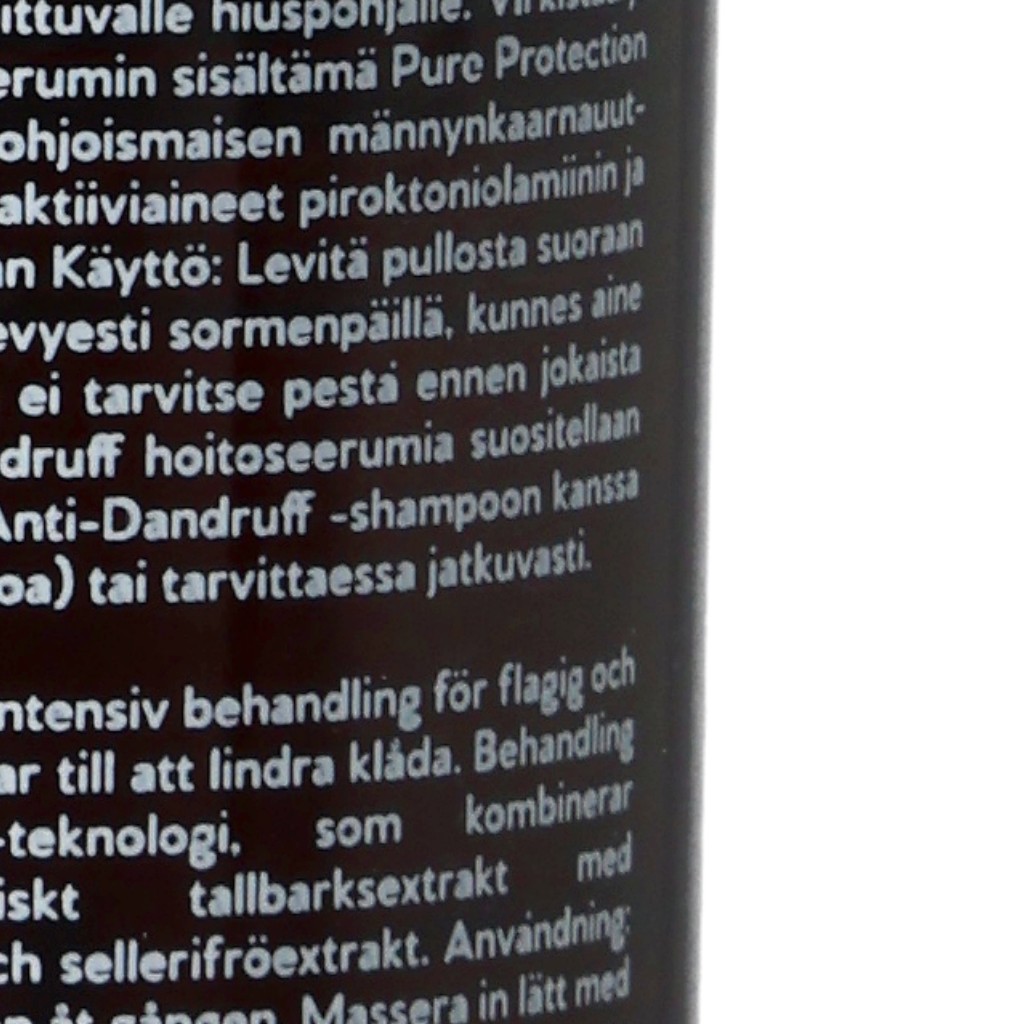 ittuvalle hiuspohjalle.
erumin sisältämä Pure Protection
ohjoismaisen männynkaarnauut-
aktiiviaineet piroktoniolamiinin ja
n Käyttö: Levitä pullosta suoraan
evyesti sormenpäillä, kunnes aine
ei tarvitse pestä ennen jokaista
druff hoitoseerumia suositellaan
Anti-Dandruff -shampoon kanssa
oa) tai tarvittaessa jatkuvasti.
ntensiv behandling för flagig och
ar till att lindra klåda. Behandling
-teknologi, som kombinerar
iskt tallbarksextrakt med
ch sellerifröextrakt. Användning:
åt gången. Massera in lätt med